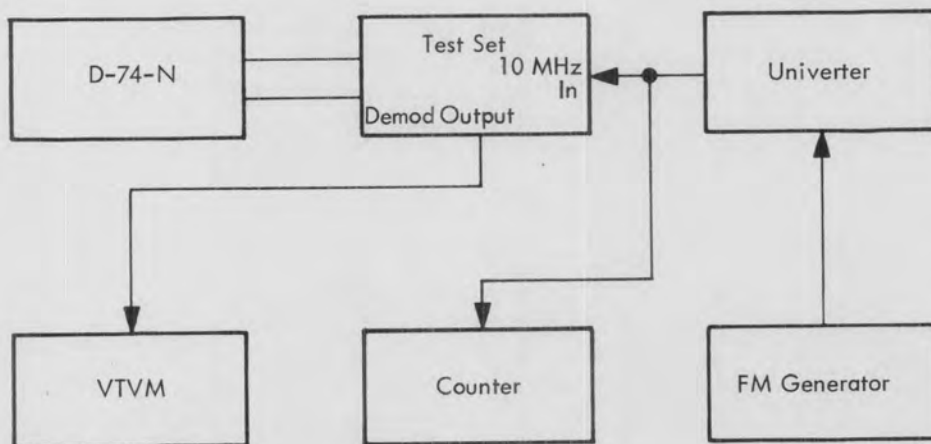 D-74-N
Test Set
10 MHz
In
Demod Output
Univerter
VTVM
Counter
FM Generator